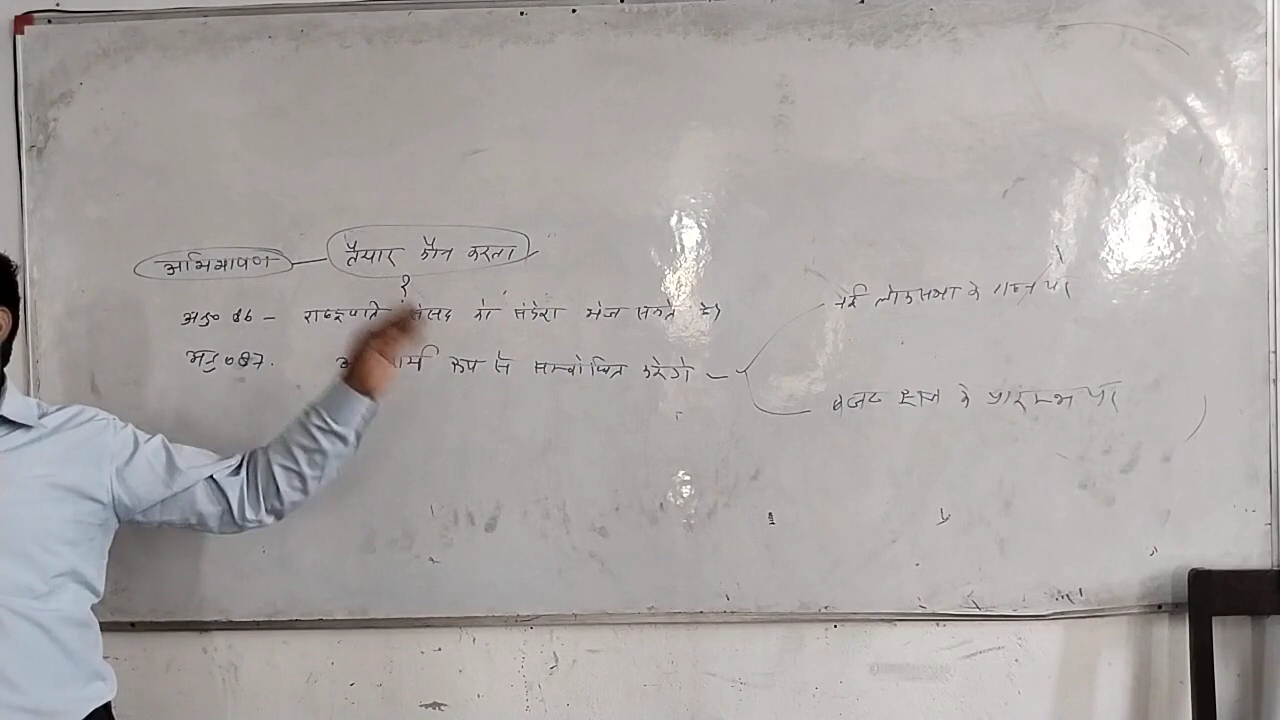 अभिभाषण — तैयार कौन करता
?
अनु० 86 - राष्ट्रपति संसद को संदेश भेज सकते है
अनु० 87. रूप से सम्बोधित करेगे -
नई लोकसभा के गठन पर
बजट सत्र के प्रारम्भ पर